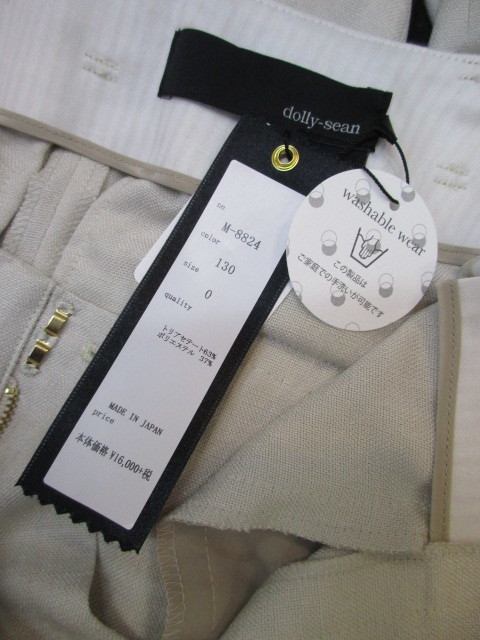 dolly-sean
no
M-8824
color
130
size
0
quality
トリアセテート63%
ポリエステル 37%
MADE IN JAPAN
price
本体価格 ¥16,000+税
washable wear
この製品は
ご家庭での手洗いが可能です